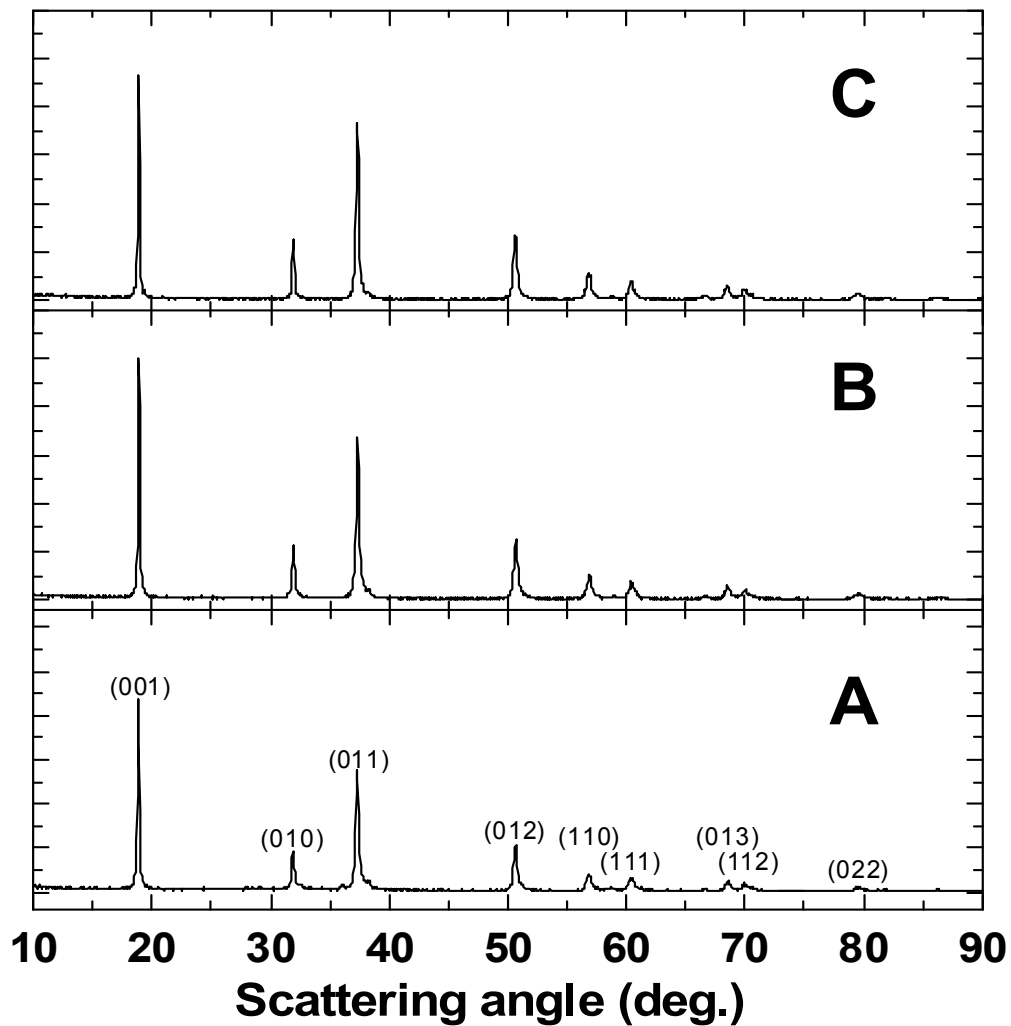 C
B
A
(001)
(011)
(010)
(012)
(110)
(013)
(111)
(112)
(022)
10 20 30 40 50 60 70 80 90
Scattering angle (deg.)